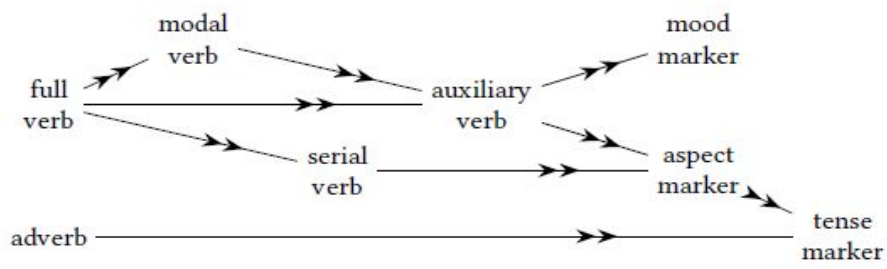 modal
verb
mood
marker
full
verb
auxiliary
verb
serial
verb
aspect
marker
adverb
tense
marker